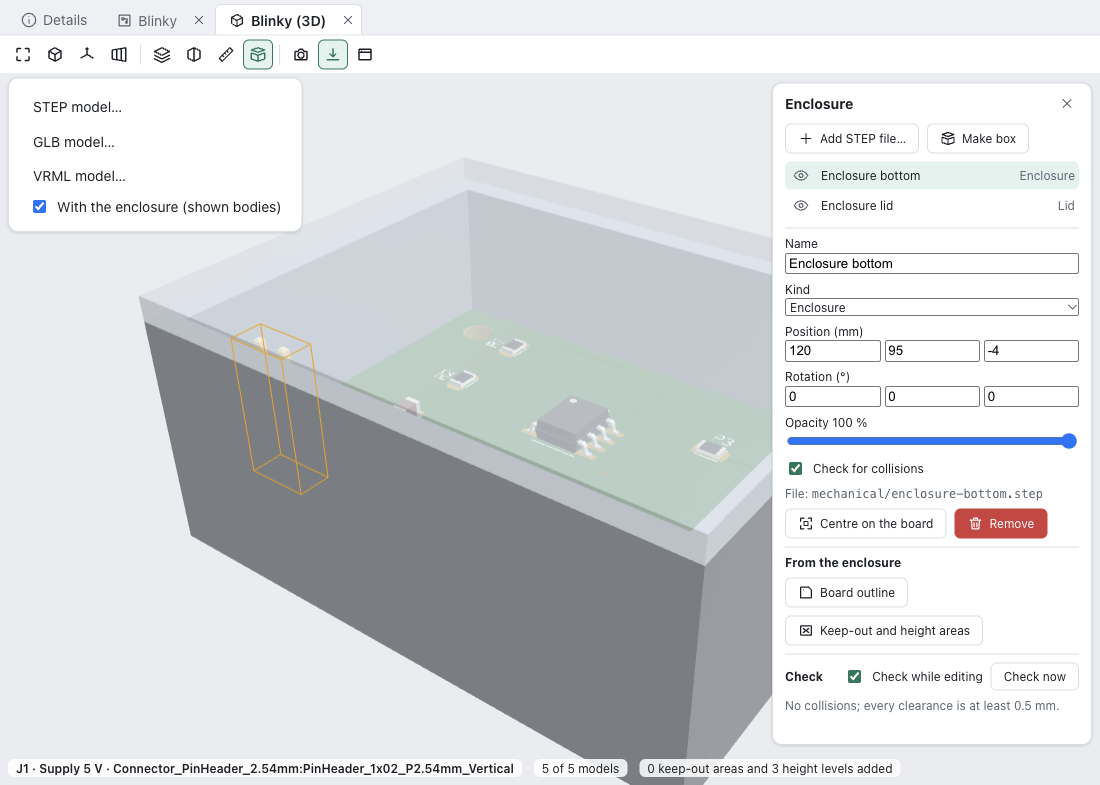 Details
Blinky
Blinky (3D)
STEP model...
GLB model...
VRML model...
With the enclosure (shown bodies)
Enclosure
Add STEP file...
Make box
Enclosure bottom Enclosure
Enclosure lid Lid
Name
Enclosure bottom
Kind
Enclosure
Position (mm)
120 95 -4
Rotation (°)
0 0 0
Opacity 100 %
Check for collisions
File: mechanical/enclosure-bottom.step
Centre on the board
Remove
From the enclosure
Board outline
Keep-out and height areas
Check
Check while editing
Check now
No collisions; every clearance is at least 0.5 mm.
J1 · Supply 5 V · Connector_PinHeader_2.54mm:PinHeader_1x02_P2.54mm_Vertical
5 of 5 models
0 keep-out areas and 3 height levels added